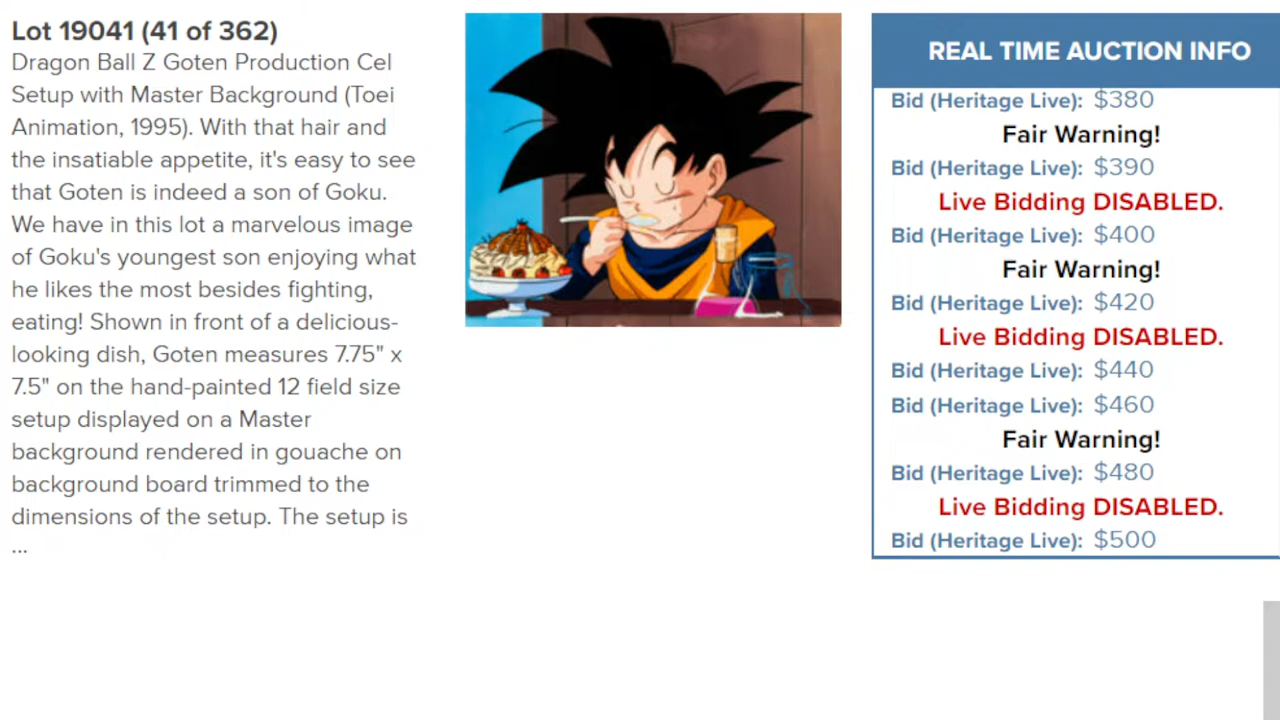 Lot 19041 (41 of 362)
Dragon Ball Z Goten Production Cel
Setup with Master Background (Toei
Animation, 1995). With that hair and
the insatiable appetite, it's easy to see
that Goten is indeed a son of Goku.
We have in this lot a marvelous image
of Goku's youngest son enjoying what
he likes the most besides fighting,
eating! Shown in front of a delicious-
looking dish, Goten measures 7.75" x
7.5" on the hand-painted 12 field size
setup displayed on a Master
background rendered in gouache on
background board trimmed to the
dimensions of the setup. The setup is
...
REAL TIME AUCTION INFO
Bid (Heritage Live): $380
Fair Warning!
Bid (Heritage Live): $390
Live Bidding DISABLED.
Bid (Heritage Live): $400
Fair Warning!
Bid (Heritage Live): $420
Live Bidding DISABLED.
Bid (Heritage Live): $440
Bid (Heritage Live): $460
Fair Warning!
Bid (Heritage Live): $480
Live Bidding DISABLED.
Bid (Heritage Live): $500